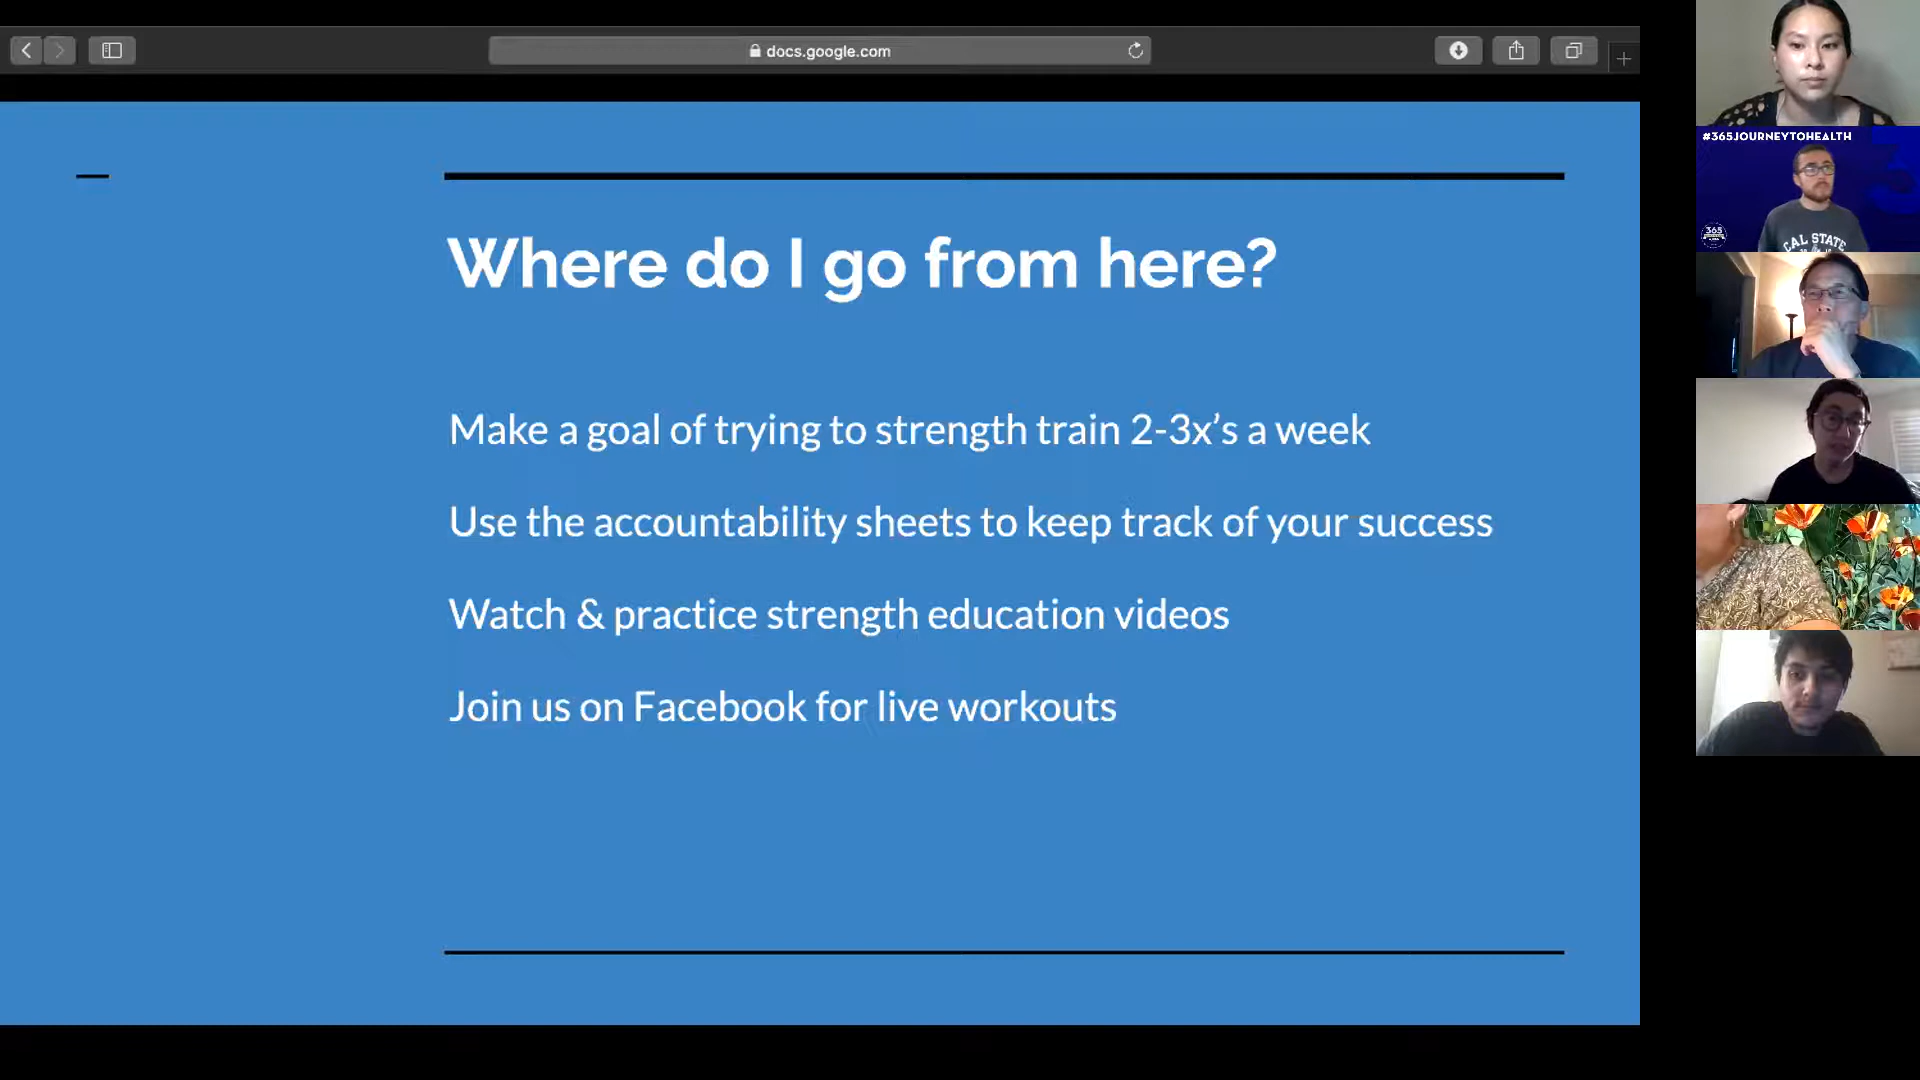 docs.google.com
Where do I go from here?
Make a goal of trying to strength train 2-3x’s a week
Use the accountability sheets to keep track of your success
Watch & practice strength education videos
Join us on Facebook for live workouts
#365JOURNEYTOHEALTH
365
CAL STATE